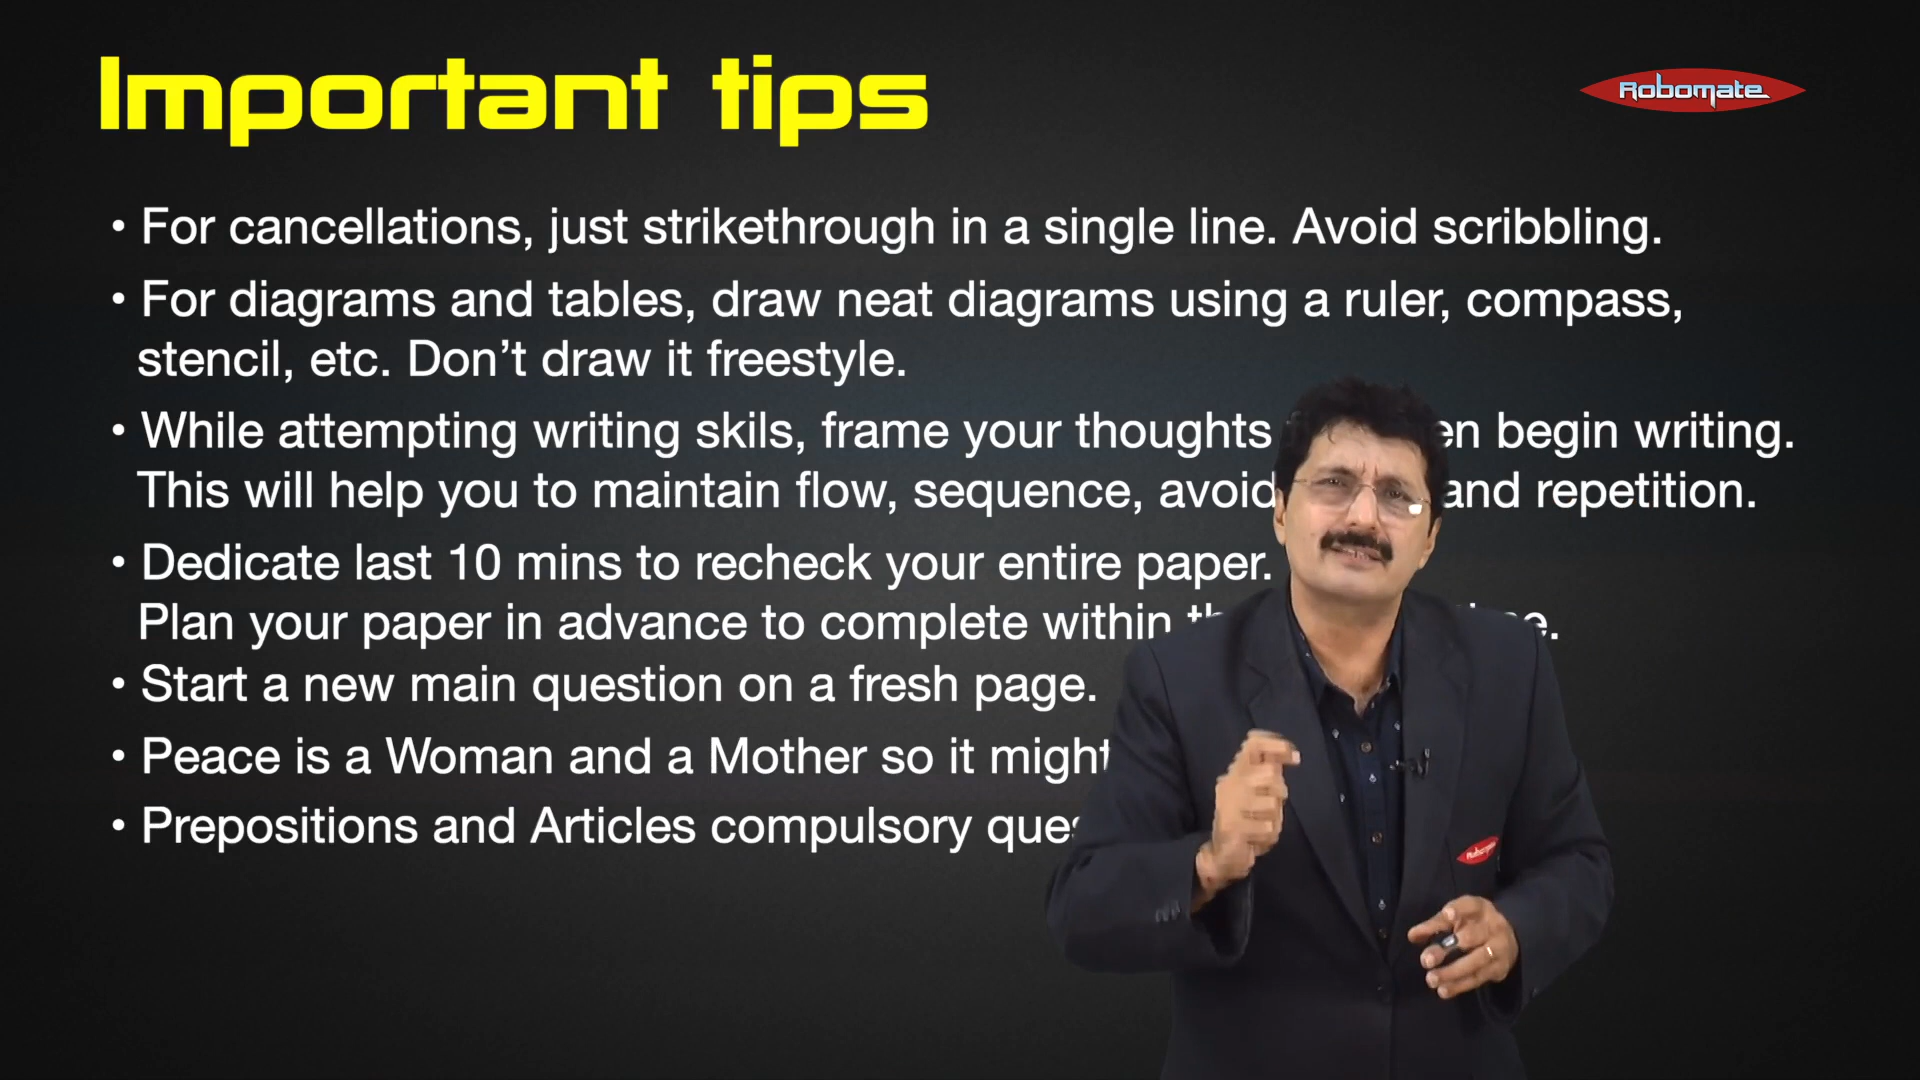 Important tips
Robomate
• For cancellations, just strikethrough in a single line. Avoid scribbling.
• For diagrams and tables, draw neat diagrams using a ruler, compass,
stencil, etc. Don't draw it freestyle.
• While attempting writing skils, frame your thoughts begin writing.
This will help you to maintain flow, sequence, avoid and repetition.
• Dedicate last 10 mins to recheck your entire paper.
Plan your paper in advance to complete within
• Start a new main question on a fresh page.
• Peace is a Woman and a Mother so it might
• Prepositions and Articles compulsory
Robomate